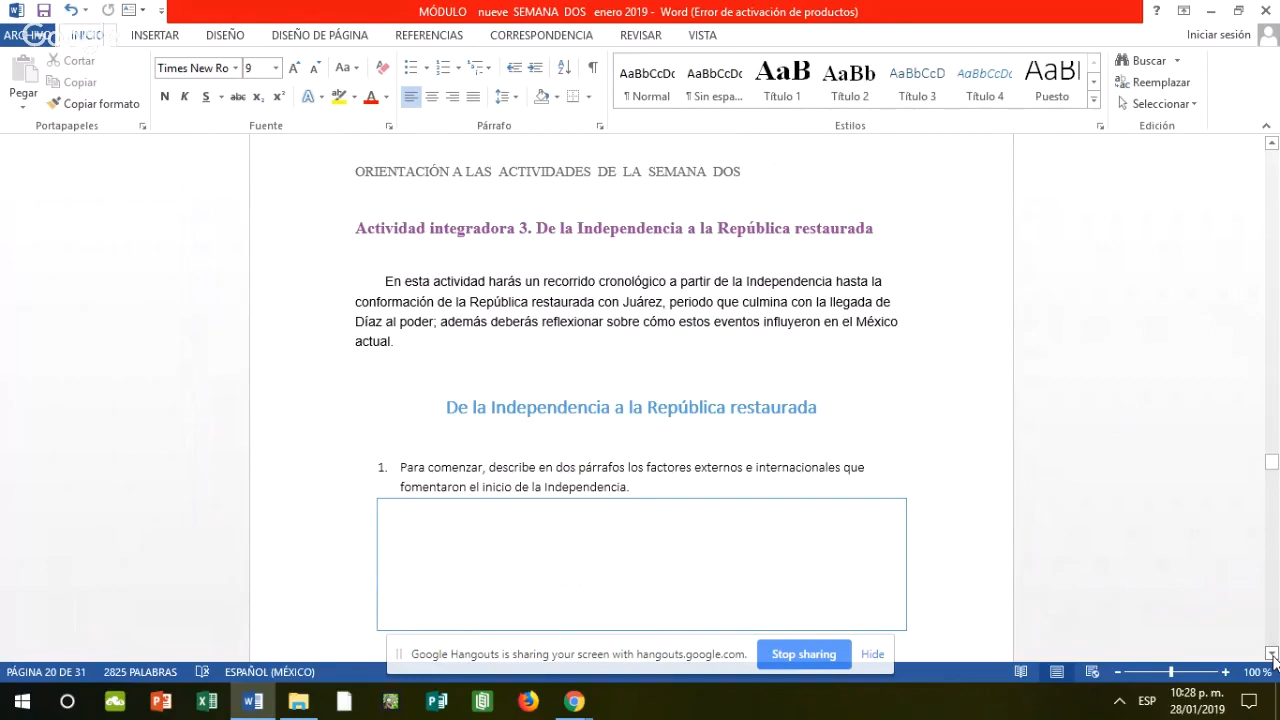 MÓDULO nueve SEMANA DOS enero 2019 - Word (Error de activación de productos)
ARCHIVO INICIO INSERTAR DISEÑO DISEÑO DE PÁGINA REFERENCIAS CORRESPONDENCIA REVISAR VISTA Iniciar sesión
Pegar
Cortar
Copiar
Copiar formato
Portapapeles
Times New Ro 9
Fuente
Párrafo
AaBbCcDc AaBbCcDc AaB AaBb AaBbCcD AaBbCcD AaBbCcI
¶ Normal ¶ Sin espa... Título 1 Título 2 Título 3 Título 4 Puesto
Estilos
Buscar
Reemplazar
Seleccionar
Edición
ORIENTACIÓN A LAS ACTIVIDADES DE LA SEMANA DOS
Actividad integradora 3. De la Independencia a la República restaurada
En esta actividad harás un recorrido cronológico a partir de la Independencia hasta la
conformación de la República restaurada con Juárez, periodo que culmina con la llegada de
Díaz al poder; además deberás reflexionar sobre cómo estos eventos influyeron en el México
actual.
De la Independencia a la República restaurada
1. Para comenzar, describe en dos párrafos los factores externos e internacionales que
fomentaron el inicio de la Independencia.
Google Hangouts is sharing your screen with hangouts.google.com. Stop sharing Hide
PÁGINA 20 DE 31 2825 PALABRAS ESPAÑOL (MÉXICO) 100 %
ESP
10:28 p. m.
28/01/2019